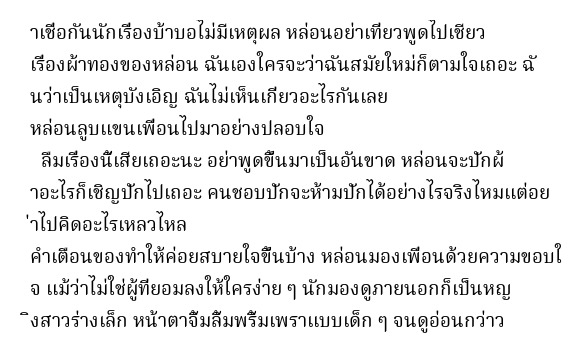 าเชื่อกันนักเรื่องบ้าบอไม่มีเหตุผล หล่อนอย่าเที่ยวพูดไปเชียว
เรื่องผ้าทองของหล่อน ฉันเองใครจะว่าฉันสมัยใหม่ก็ตามใจเถอะ ฉั
นว่าเป็นเหตุบังเอิญ ฉันไม่เห็นเกี่ยวอะไรกันเลย
หล่อนลูบแขนเพื่อนไปมาอย่างปลอบใจ
ลืมเรื่องนี้เสียเถอะนะ อย่าพูดขึ้นมาเป็นอันขาด หล่อนจะปักผ้
าอะไรก็เชิญปักไปเถอะ คนชอบปักจะห้ามปักได้อย่างไรจริงไหมแต่อย
่าไปคิดอะไรเหลวไหล
คำเตือนของทำให้ค่อยสบายใจขึ้นบ้าง หล่อนมองเพื่อนด้วยความขอบใ
จ แม้ว่าไม่ใช่ผู้ที่ยอมลงให้ใครง่าย ๆ นักมองดูภายนอกก็เป็นหญ
ิงสาวร่างเล็ก หน้าตาจิ้มลิ้มพริ้มเพราแบบเด็ก ๆ จนดูอ่อนกว่าว